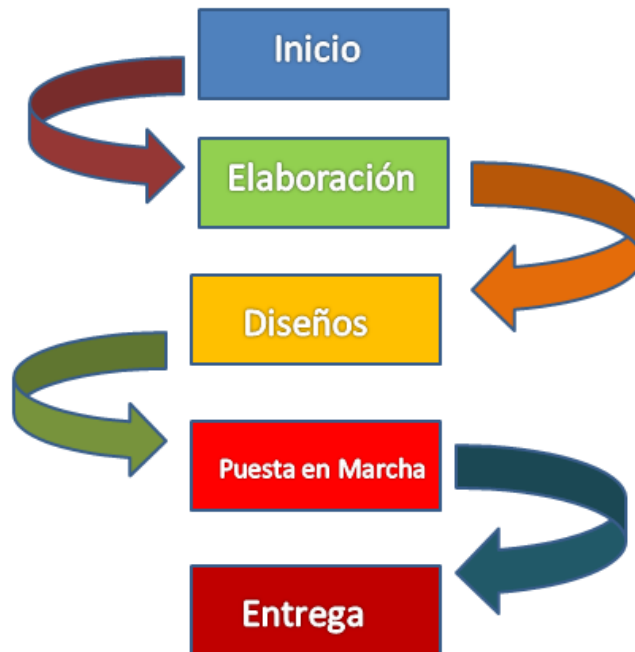 Inicio
Elaboración
Diseños
Puesta en Marcha
Entrega